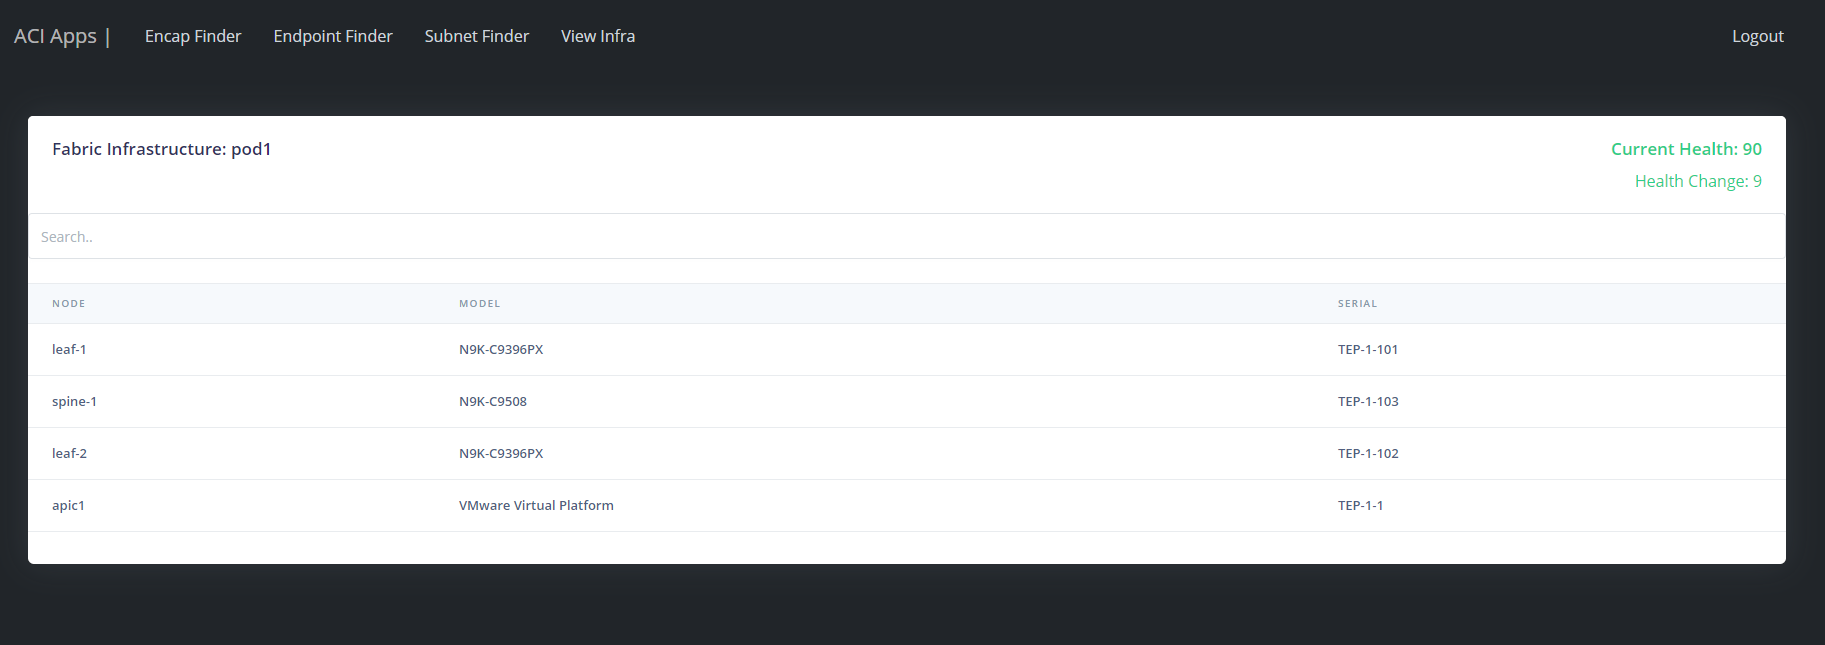 ACI Apps | Encap Finder Endpoint Finder Subnet Finder View Infra Logout
Fabric Infrastructure: pod1 Current Health: 90
Health Change: 9
Search..
NODE MODEL SERIAL
leaf-1 N9K-C9396PX TEP-1-101
spine-1 N9K-C9508 TEP-1-103
leaf-2 N9K-C9396PX TEP-1-102
apic1 VMware Virtual Platform TEP-1-1